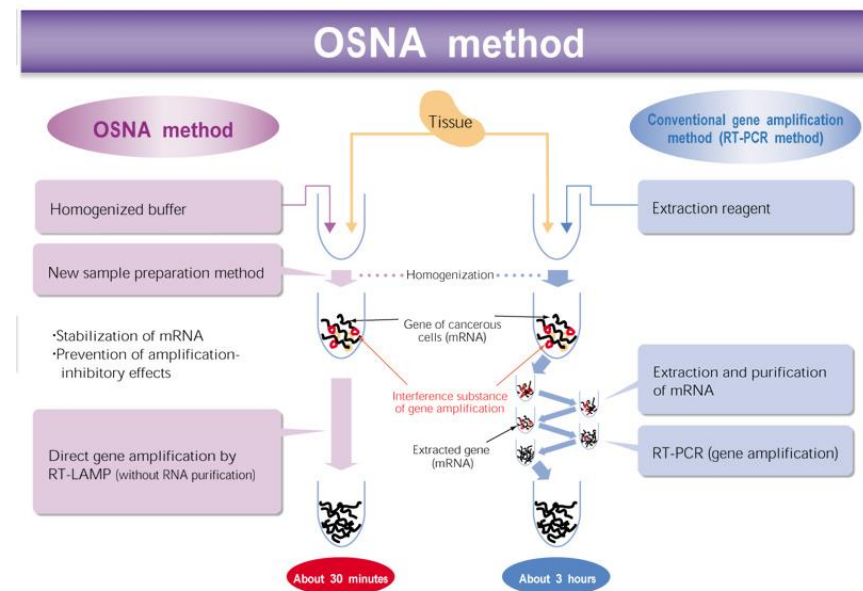 OSNA method
OSNA method
Tissue
Conventional gene amplification
method (RT-PCR method)
Homogenized buffer
Extraction reagent
New sample preparation method
Homogenization
Gene of cancerous
cells (mRNA)
・Stabilization of mRNA
・Prevention of amplification-
inhibitory effects
Interference substance
of gene amplification
Extraction and purification
of mRNA
Extracted gene
(mRNA)
Direct gene amplification by
RT-LAMP (without RNA purification)
RT-PCR (gene amplification)
About 30 minutes
About 3 hours